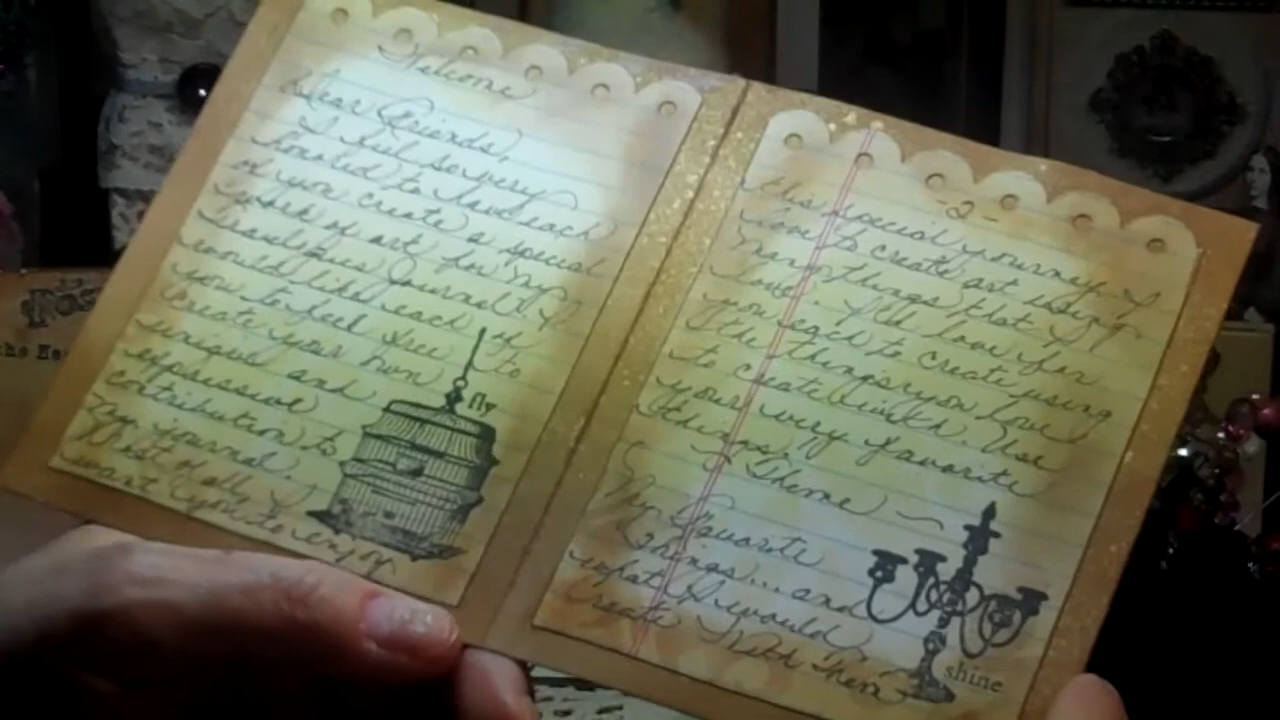 Welcome
Dear Friends,
I feel so very
honored to have each
of you create a special
work of art for my
Travelogues Journal! I
would like each of
you to feel free to
create your own
unique and
expressive
contribution to
my journal.
Most of all, I
want you to enjoy
fly
- 2 -
this special journey. I
love to create art using
many things that I
love. I'd love for
you each to create using
the things you love
to create with. Use
your very favorite
things!
Theme ~
My Favorite
Things... and
what I would
Create With Them
shine
the